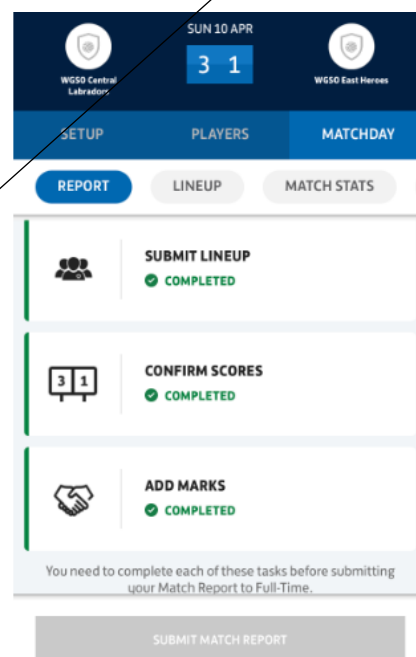 SUN 10 APR
3 1
WGSO Central
Labradors
WGSO East Heroes
SETUP PLAYERS MATCHDAY
REPORT LINEUP MATCH STATS
SUBMIT LINEUP
COMPLETED
3 1
CONFIRM SCORES
COMPLETED
ADD MARKS
COMPLETED
You need to complete each of these tasks before submitting
your Match Report to Full-Time.
SUBMIT MATCH REPORT